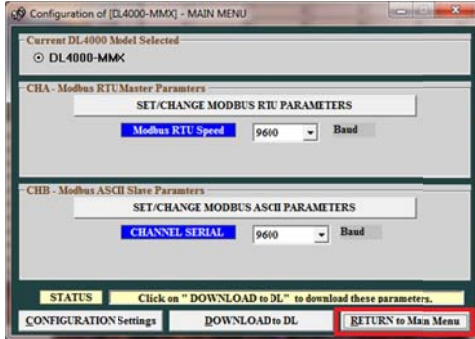 Configuration of [DL4000-MMX] - MAIN MENU
Current DL4000 Model Selected
DL4000-MMX
CHA - Modbus RTUMaster Paramters
SET/CHANGE MODBUS RTU PARAMETERS
Modbus RTU Speed 9600 Baud
CHB - Modbus ASCII Slave Paramters
SET/CHANGE MODBUS ASCII PARAMETERS
CHANNEL SERIAL 9600 Baud
STATUS Click on " DOWNLOAD to DL" to download these parameters.
CONFIGURATION Settings DOWNLOAD to DL RETURN to Main Menu